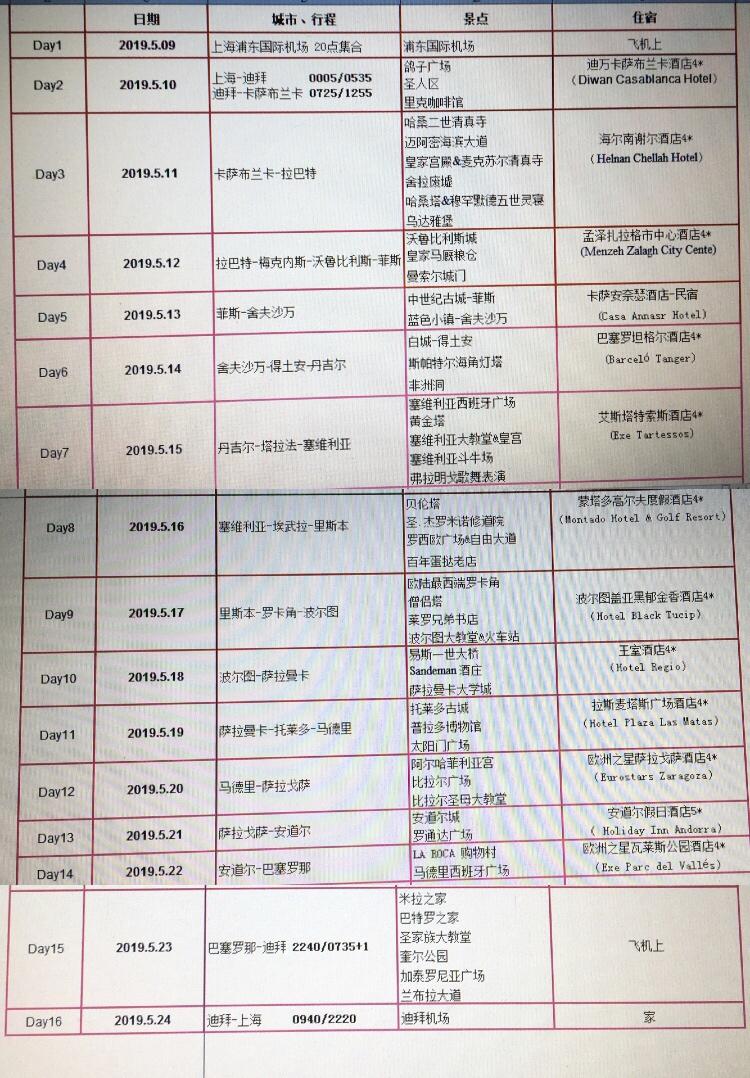 日期 城市、行程 景点 住宿
Day1 2019.5.09 上海浦东国际机场 20点集合 浦东国际机场 飞机上
Day2 2019.5.10
上海-迪拜 0005/0535
迪拜-卡萨布兰卡 0725/1255
鸽子广场
圣人区
里克咖啡馆
迪万卡萨布兰卡酒店4*
(Diwan Casablanca Hotel)
Day3 2019.5.11 卡萨布兰卡-拉巴特
哈桑二世清真寺
迈阿密海滨大道
皇家宫殿&麦克苏尔清真寺
舍拉废墟
哈桑塔&穆罕默德五世灵寝
乌达雅堡
海尔南谢尔酒店4*
(Helnan Chellah Hotel)
Day4 2019.5.12 拉巴特-梅克内斯-沃鲁比利斯-菲斯
沃鲁比利斯城
皇家马厩粮仓
曼索尔城门
孟泽扎拉格市中心酒店4*
(Menzeh Zalagh City Cente)
Day5 2019.5.13 菲斯-舍夫沙万
中世纪古城-菲斯
蓝色小镇-舍夫沙万
卡萨安奈瑟酒店-民宿
(Casa Annasr Hotel)
Day6 2019.5.14 舍夫沙万-得土安-丹吉尔
白城-得土安
斯帕特尔海角灯塔
非洲洞
巴塞罗坦格尔酒店4*
(Barceló Tanger)
Day7 2019.5.15 丹吉尔-塔拉法-塞维利亚
塞维利亚西班牙广场
黄金塔
塞维利亚大教堂&皇宫
塞维利亚斗牛场
弗拉明戈歌舞表演
艾斯塔特索斯酒店4*
(Exe Tartessos)
Day8 2019.5.16 塞维利亚-埃武拉-里斯本
贝伦塔
圣.杰罗米诺修道院
罗西欧广场&自由大道
百年蛋挞老店
蒙塔多高尔夫度假酒店4*
(Montado Hotel & Golf Resort)
Day9 2019.5.17 里斯本-罗卡角-波尔图
欧陆最西端罗卡角
僧侣塔
莱罗兄弟书店
波尔图大教堂&火车站
波尔图盖亚黑郁金香酒店4*
(Hotel Black Tucip)
Day10 2019.5.18 波尔图-萨拉曼卡
易斯一世大桥
Sandeman 酒庄
萨拉曼卡大学城
王室酒店4*
(Hotel Regio)
Day11 2019.5.19 萨拉曼卡-托莱多-马德里
托莱多古城
普拉多博物馆
太阳门广场
拉斯麦塔斯广场酒店4*
(Hotel Plaza Las Matas)
Day12 2019.5.20 马德里-萨拉戈萨
阿尔哈菲利亚宫
比拉尔广场
比拉尔圣母大教堂
欧洲之星萨拉戈萨酒店4*
(Eurostars Zaragoza)
Day13 2019.5.21 萨拉戈萨-安道尔
安道尔城
罗通达广场
安道尔假日酒店5*
( Holiday Inn Andorra)
Day14 2019.5.22 安道尔-巴塞罗那
LA ROCA 购物村
马德里西班牙广场
欧洲之星瓦莱斯公园酒店4*
(Exe Parc del Vallés)
Day15 2019.5.23 巴塞罗那-迪拜 2240/0735+1
米拉之家
巴特罗之家
圣家族大教堂
奎尔公园
加泰罗尼亚广场
兰布拉大道
飞机上
Day16 2019.5.24 迪拜-上海 0940/2220 迪拜机场 家